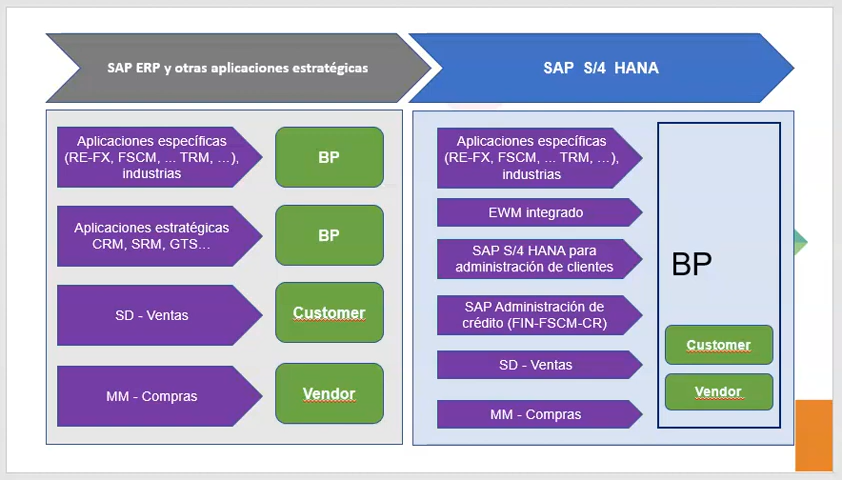 SAP ERP y otras aplicaciones estratégicas
SAP S/4 HANA
Aplicaciones específicas
(RE-FX, FSCM, ... TRM, ...),
industrias
BP
Aplicaciones estratégicas
CRM, SRM, GTS...
BP
SD - Ventas
Customer
MM - Compras
Vendor
Aplicaciones específicas
(RE-FX, FSCM, ... TRM, ...),
industrias
EWM integrado
SAP S/4 HANA para
administración de clientes
SAP Administración de
crédito (FIN-FSCM-CR)
SD - Ventas
MM - Compras
BP
Customer
Vendor